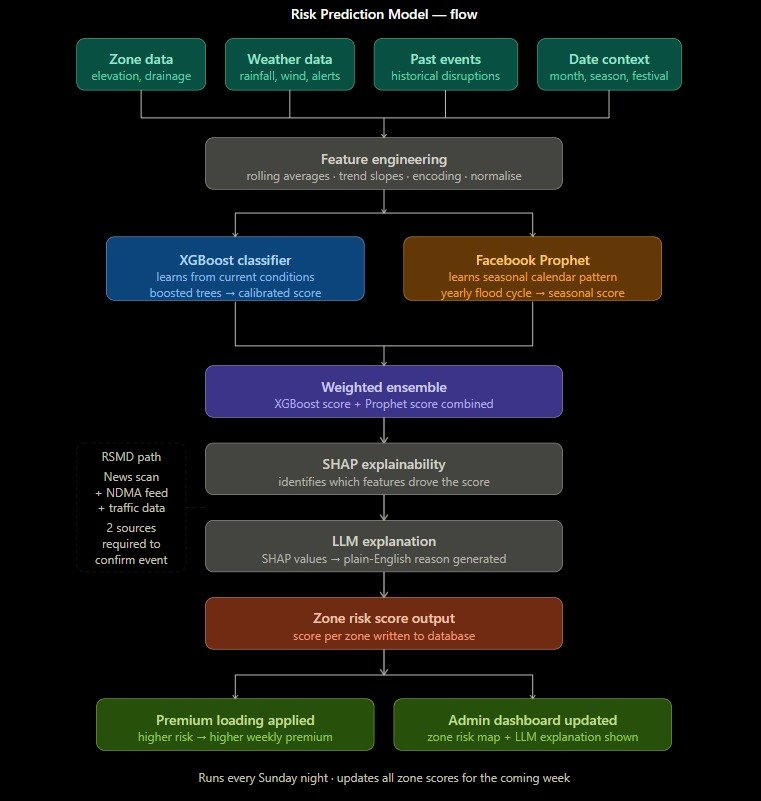 Risk Prediction Model — flow
Zone data
elevation, drainage
Weather data
rainfall, wind, alerts
Past events
historical disruptions
Date context
month, season, festival
Feature engineering
rolling averages · trend slopes · encoding · normalise
XGBoost classifier
learns from current conditions
boosted trees → calibrated score
Facebook Prophet
learns seasonal calendar pattern
yearly flood cycle → seasonal score
Weighted ensemble
XGBoost score + Prophet score combined
RSMD path
News scan
+ NDMA feed
+ traffic data
2 sources
required to
confirm event
SHAP explainability
identifies which features drove the score
LLM explanation
SHAP values → plain-English reason generated
Zone risk score output
score per zone written to database
Premium loading applied
higher risk → higher weekly premium
Admin dashboard updated
zone risk map + LLM explanation shown
Runs every Sunday night · updates all zone scores for the coming week